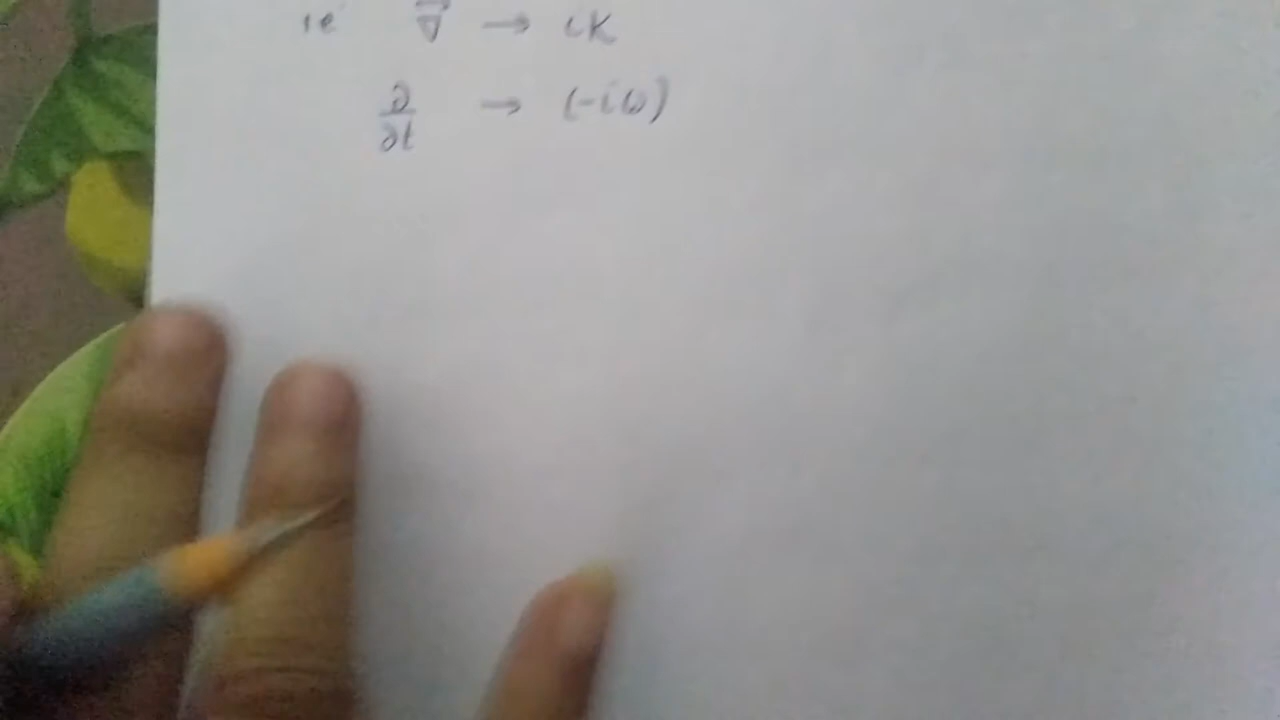 ie ∇⃗ → iK
∂/∂t → (-iω)